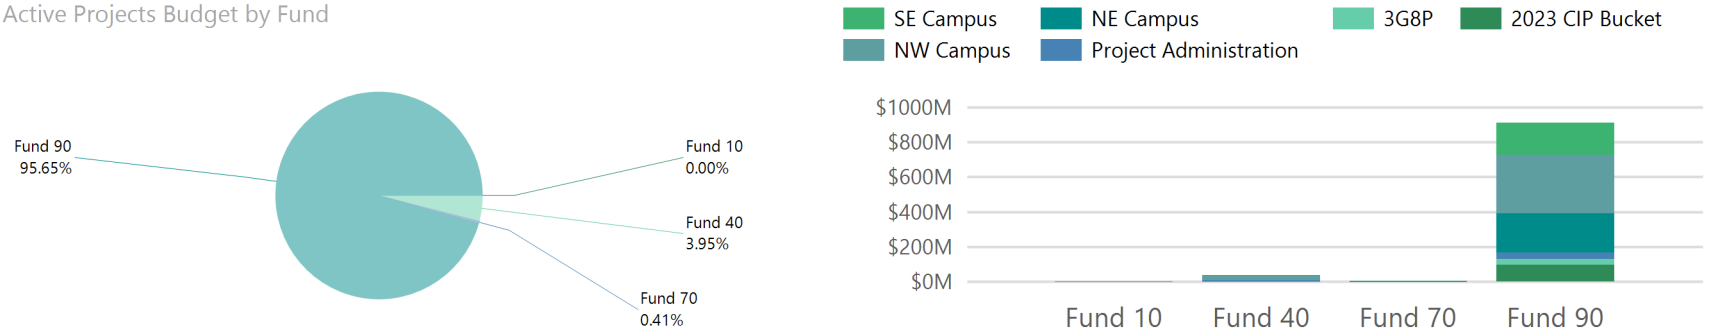 Active Projects Budget by Fund
Fund 90
95.65%
Fund 10
0.00%
Fund 40
3.95%
Fund 70
0.41%
SE Campus
NE Campus
3G8P
2023 CIP Bucket
NW Campus
Project Administration
$1000M
$800M
$600M
$400M
$200M
$0M
Fund 10
Fund 40
Fund 70
Fund 90